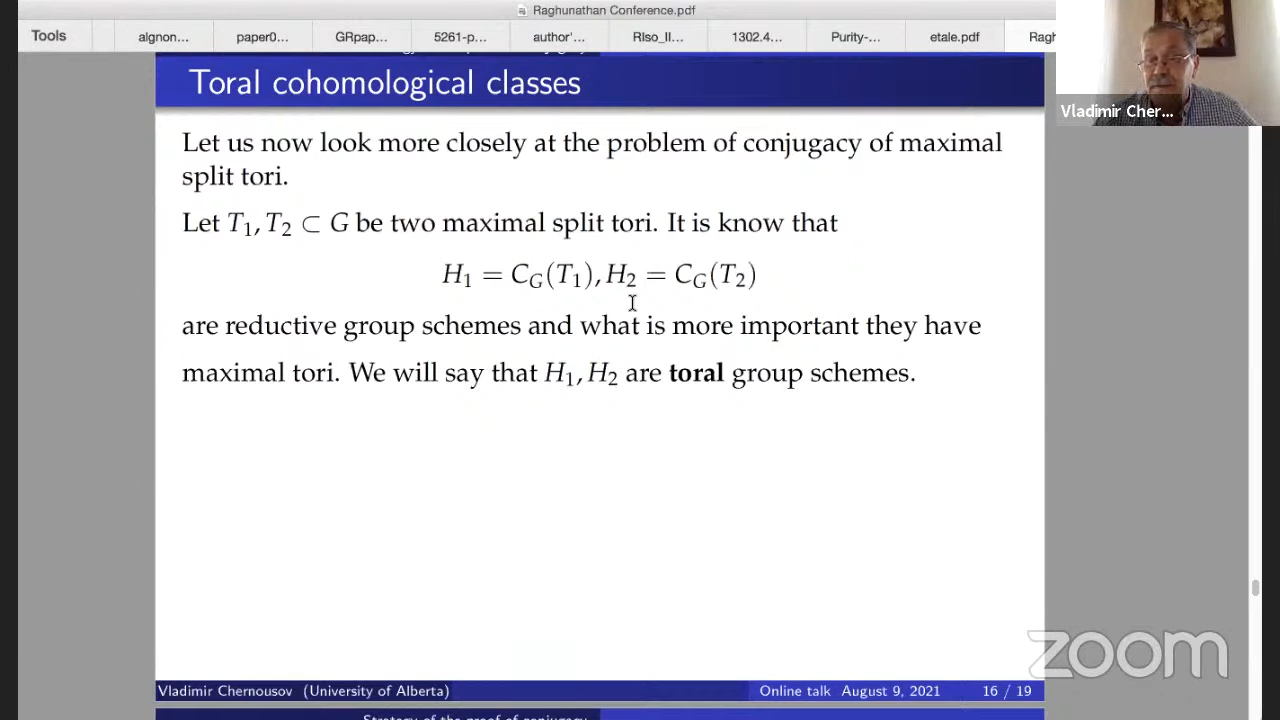 Raghunathan Conference.pdf
Tools algnon... paper0... GRpap... 5261-p... author'... RIso_II... 1302.4... Purity-... etale.pdf Ragh
Toral cohomological classes
Vladimir Cher...
Let us now look more closely at the problem of conjugacy of maximal
split tori.
Let T₁, T₂ ⊂ G be two maximal split tori. It is know that
H₁ = C_G(T₁), H₂ = C_G(T₂)
are reductive group schemes and what is more important they have
maximal tori. We will say that H₁, H₂ are toral group schemes.
zoom
Vladimir Chernousov (University of Alberta) Online talk August 9, 2021 16 / 19
Strategy of the proof of conjugacy